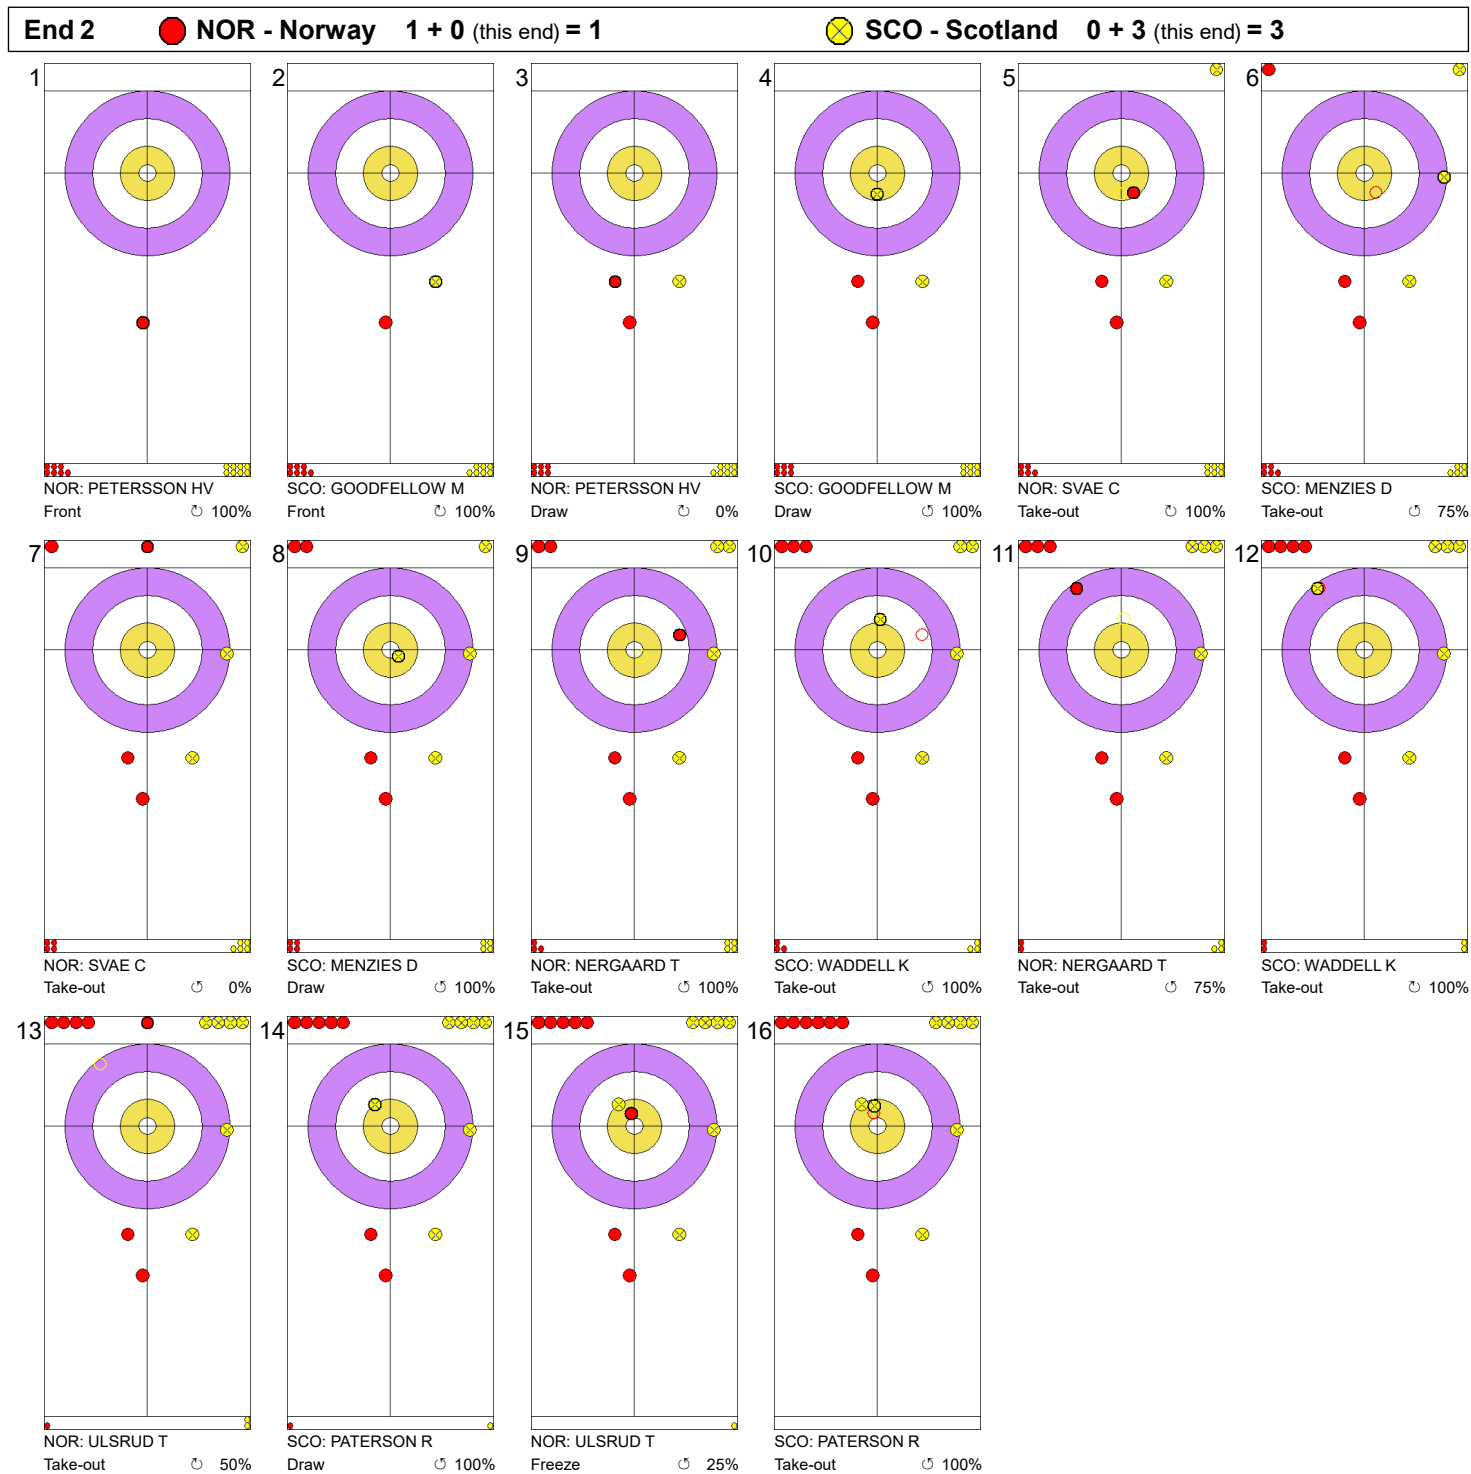 End 2 NOR - Norway 1 + 0 (this end) = 1 SCO - Scotland 0 + 3 (this end) = 3
1 2 3 4 5 6
NOR: PETERSSON HV SCO: GOODFELLOW M NOR: PETERSSON HV SCO: GOODFELLOW M NOR: SVAE C SCO: MENZIES D
Front ↻ 100% Front ↻ 100% Draw ↻ 0% Draw ↺ 100% Take-out ↻ 100% Take-out ↺ 75%
7 8 9 10 11 12
NOR: SVAE C SCO: MENZIES D NOR: NERGAARD T SCO: WADDELL K NOR: NERGAARD T SCO: WADDELL K
Take-out ↺ 0% Draw ↺ 100% Take-out ↺ 100% Take-out ↺ 100% Take-out ↺ 75% Take-out ↻ 100%
13 14 15 16
NOR: ULSRUD T SCO: PATERSON R NOR: ULSRUD T SCO: PATERSON R
Take-out ↻ 50% Draw ↺ 100% Freeze ↺ 25% Take-out ↺ 100%